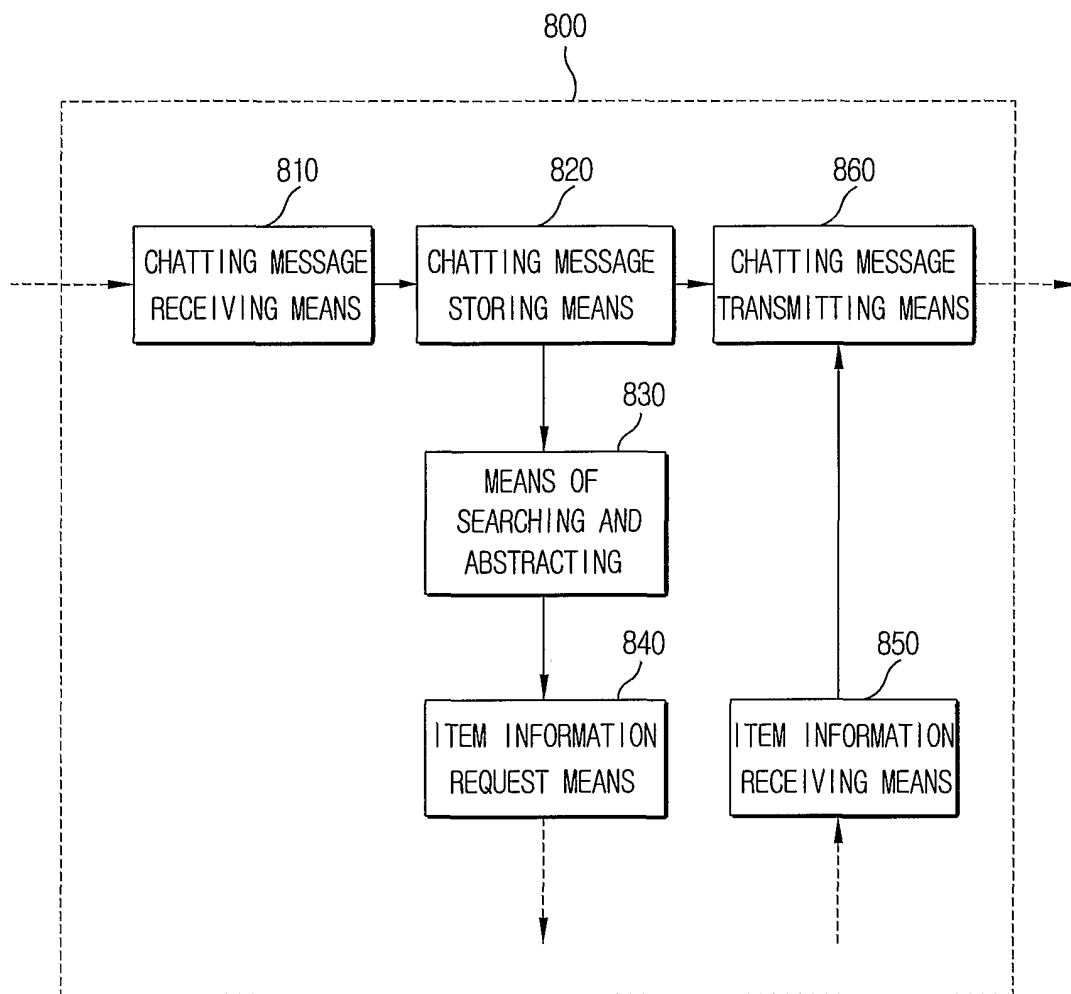 800
810
820
860
CHATTING MESSAGE
RECEIVING MEANS
CHATTING MESSAGE
STORING MEANS
CHATTING MESSAGE
TRANSMITTING MEANS
830
MEANS OF
SEARCHING AND
ABSTRACTING
840
850
ITEM INFORMATION
REQUEST MEANS
ITEM INFORMATION
RECEIVING MEANS